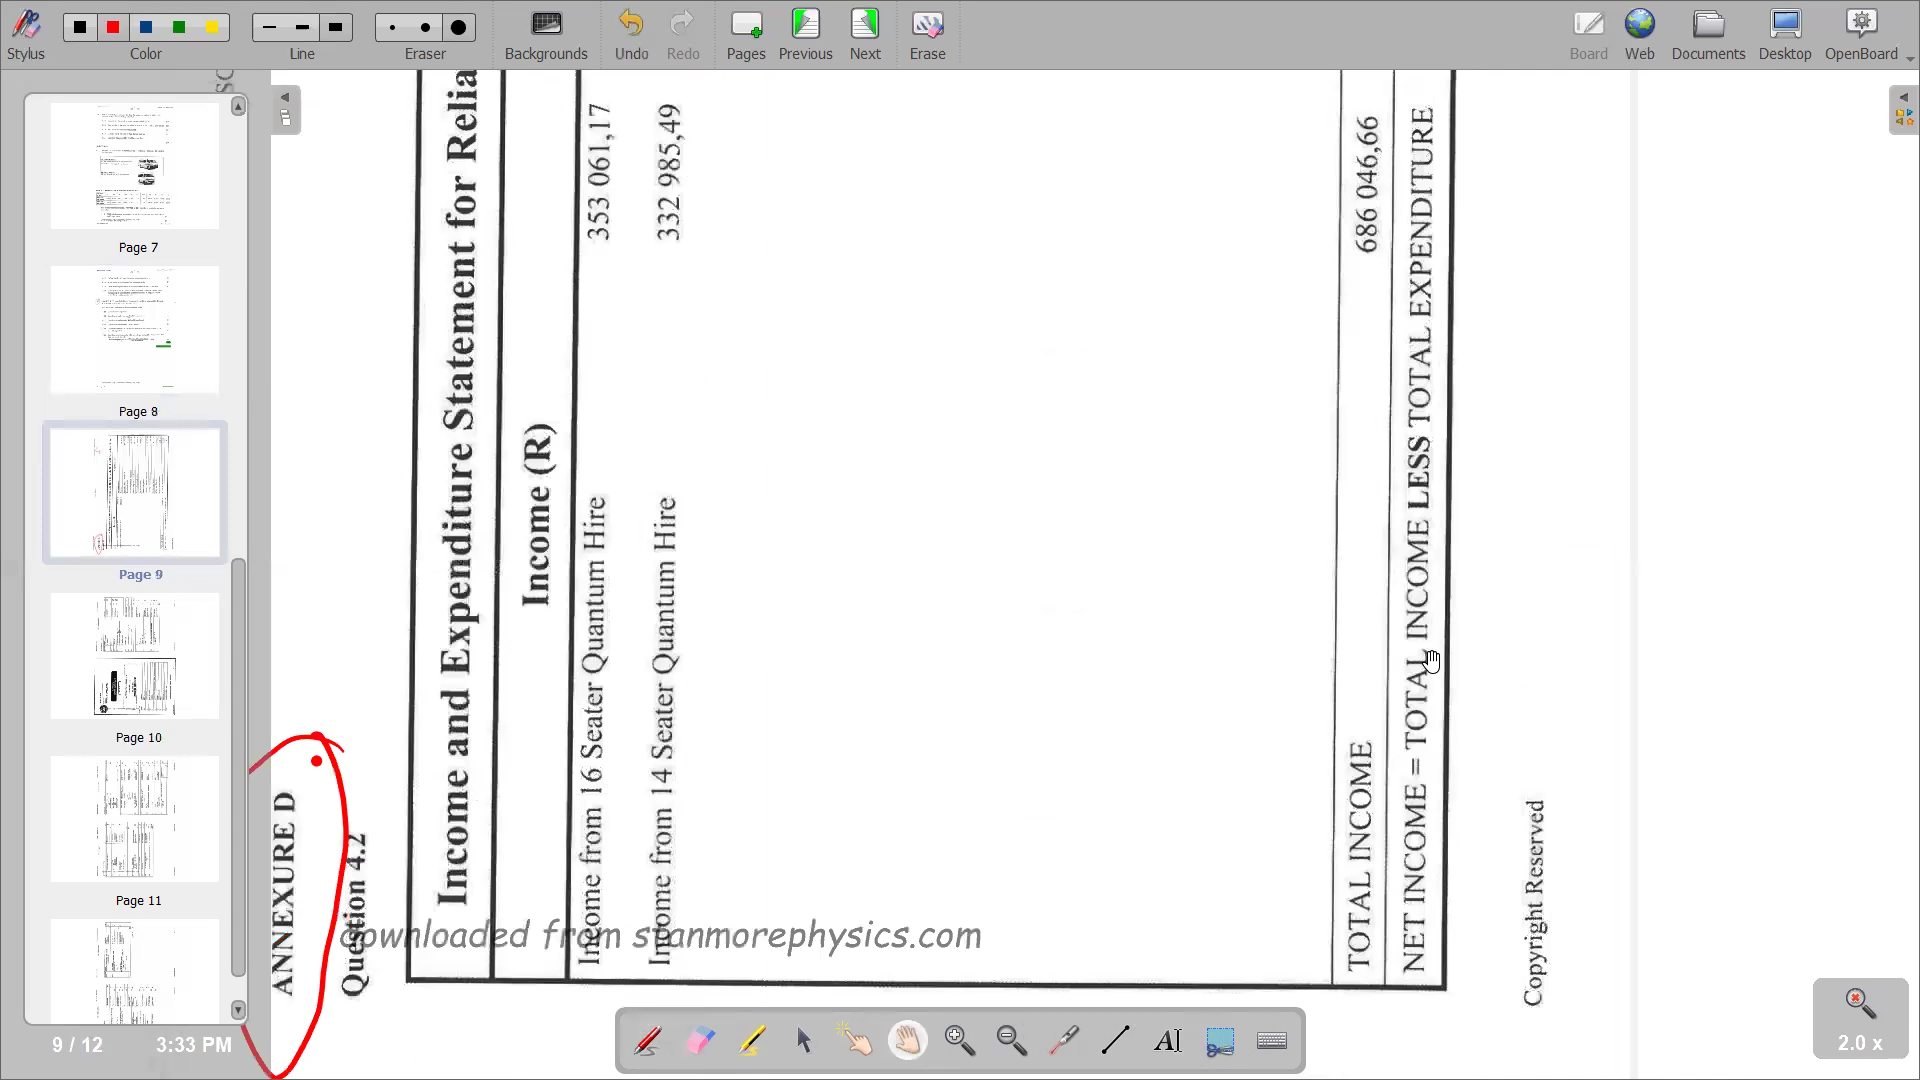 Stylus
Color
Line
Eraser
Backgrounds
Undo
Redo
Pages
Previous
Next
Erase
Board
Web
Documents
Desktop
OpenBoard
Page 7
Page 8
Page 9
Page 10
Page 11
9 / 12
3:33 PM
ANNEXURE D
Question 4.2
Income and Expenditure Statement for Relia
Income (R)
Income from 16 Seater Quantum Hire 353 061,17
Income from 14 Seater Quantum Hire 332 985,49
TOTAL INCOME 686 046,66
NET INCOME = TOTAL INCOME LESS TOTAL EXPENDITURE
Copyright Reserved
downloaded from stanmorephysics.com
2.0 x